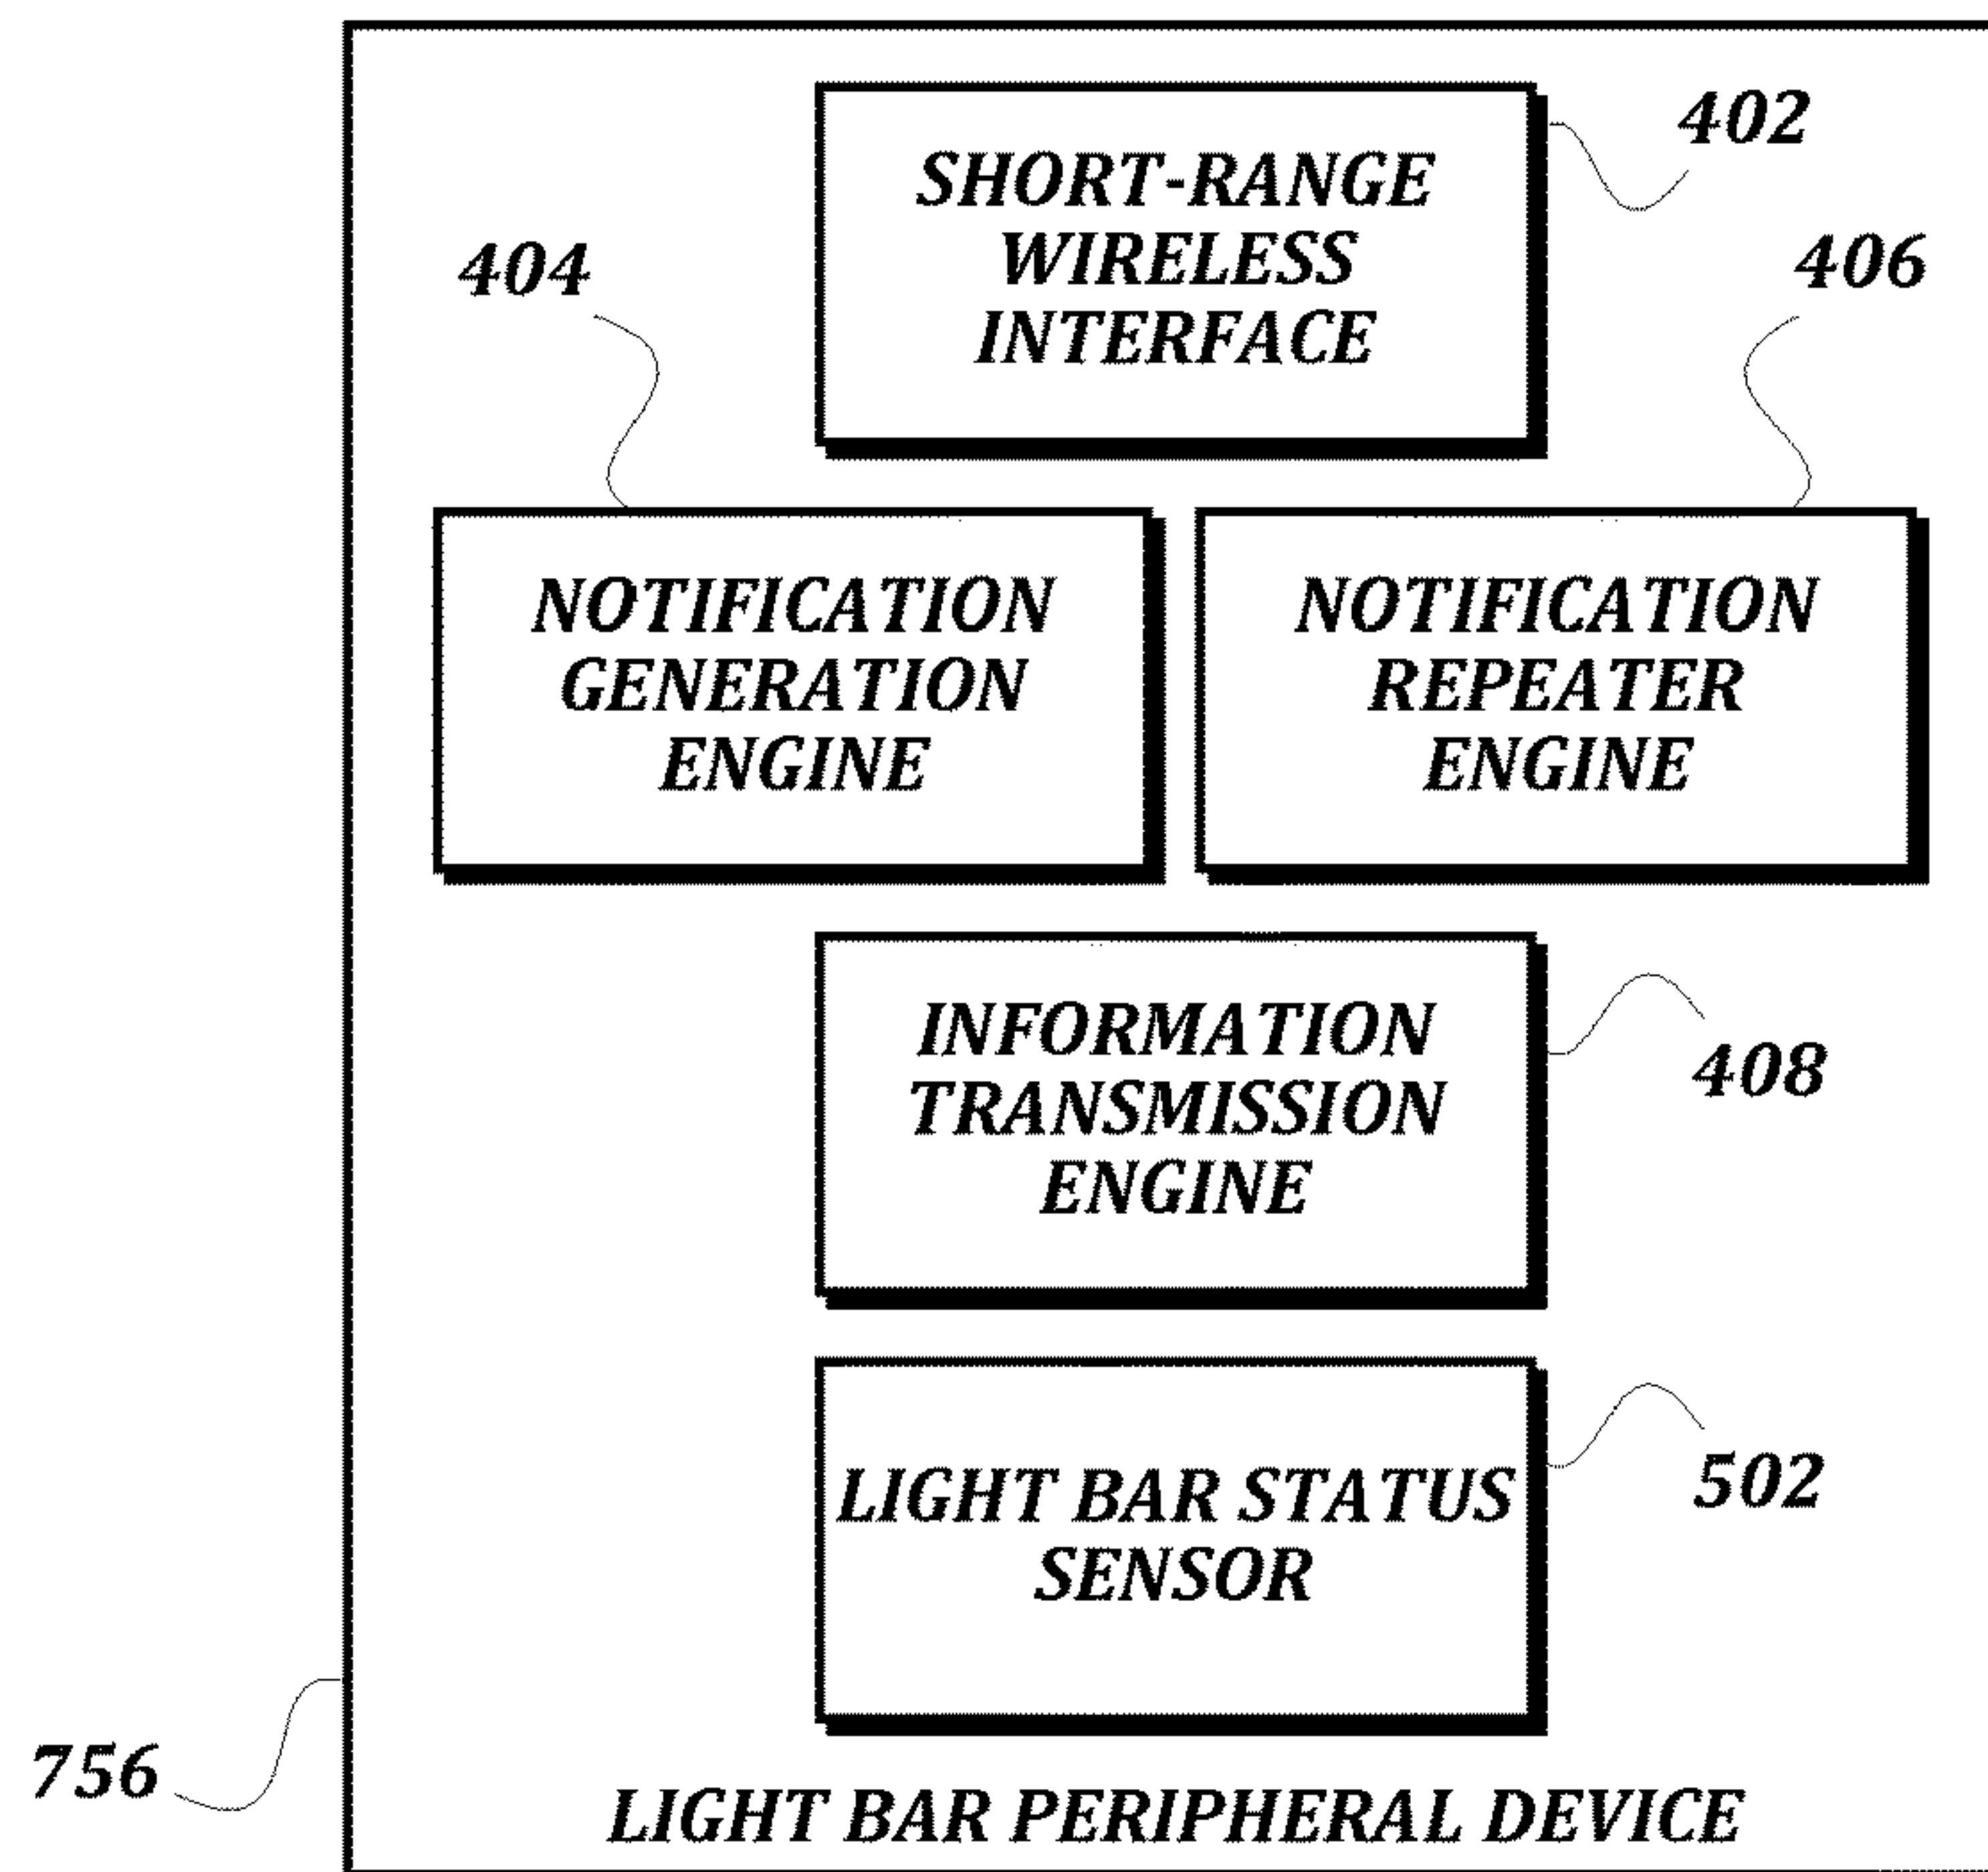 402
SHORT-RANGE
WIRELESS
INTERFACE
404
406
NOTIFICATION
GENERATION
ENGINE
NOTIFICATION
REPEATER
ENGINE
INFORMATION
TRANSMISSION
ENGINE
408
LIGHT BAR STATUS
SENSOR
502
756
LIGHT BAR PERIPHERAL DEVICE